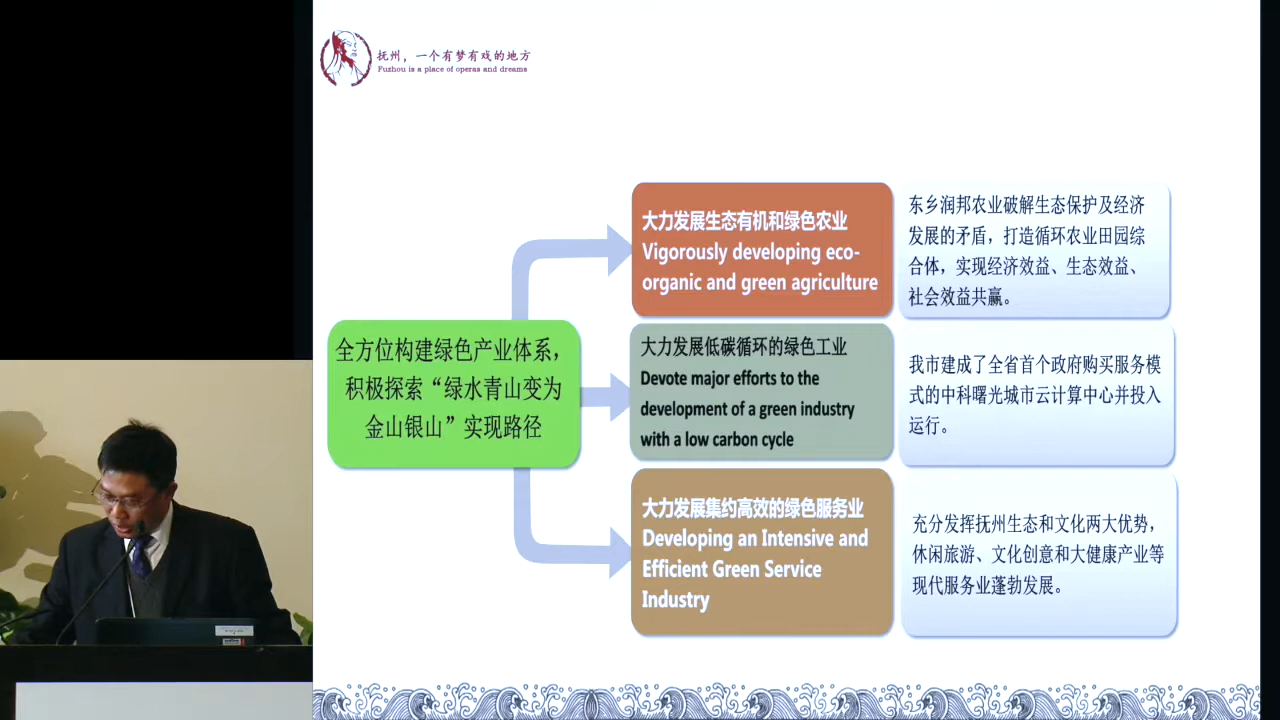 抚州，一个有梦有戏的地方
Fuzhou is a place of operas and dreams
全方位构建绿色产业体系，
积极探索“绿水青山变为
金山银山”实现路径
大力发展生态有机和绿色农业
Vigorously developing eco-
organic and green agriculture
东乡润邦农业破解生态保护及经济
发展的矛盾，打造循环农业田园综
合体，实现经济效益、生态效益、
社会效益共赢。
大力发展低碳循环的绿色工业
Devote major efforts to the
development of a green industry
with a low carbon cycle
我市建成了全省首个政府购买服务模
式的中科曙光城市云计算中心并投入
运行。
大力发展集约高效的绿色服务业
Developing an Intensive and
Efficient Green Service
Industry
充分发挥抚州生态和文化两大优势，
休闲旅游、文化创意和大健康产业等
现代服务业蓬勃发展。